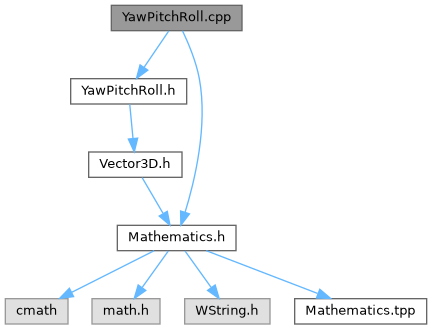 YawPitchRoll.cpp
YawPitchRoll.h
Vector3D.h
Mathematics.h
cmath
math.h
WString.h
Mathematics.tpp